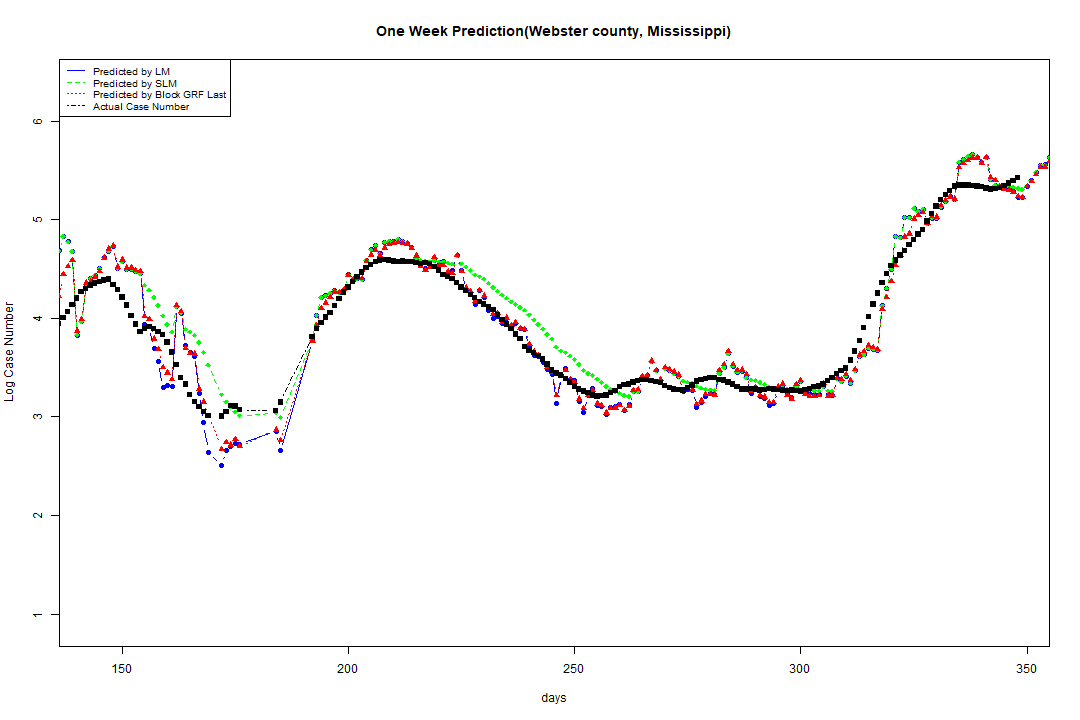 One Week Prediction(Webster county, Mississippi)
Predicted by LM
Predicted by SLM
Predicted by Block GRF Last
Actual Case Number
Log Case Number
6
5
4
3
2
1
150 200 250 300 350
days